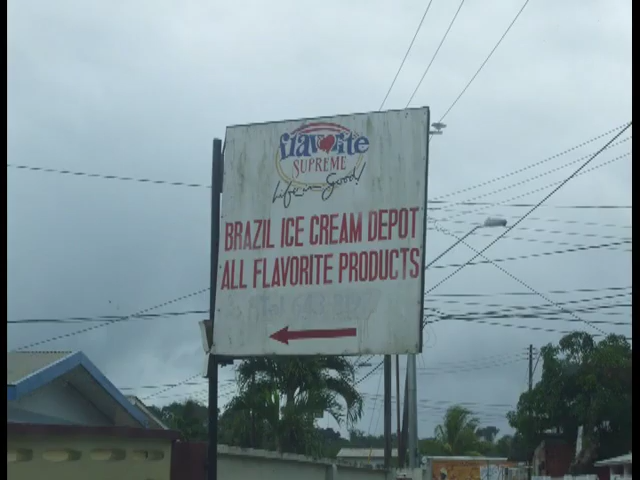 flavorite
SUPREME
Life is Good!
BRAZIL ICE CREAM DEPOT
ALL FLAVORITE PRODUCTS